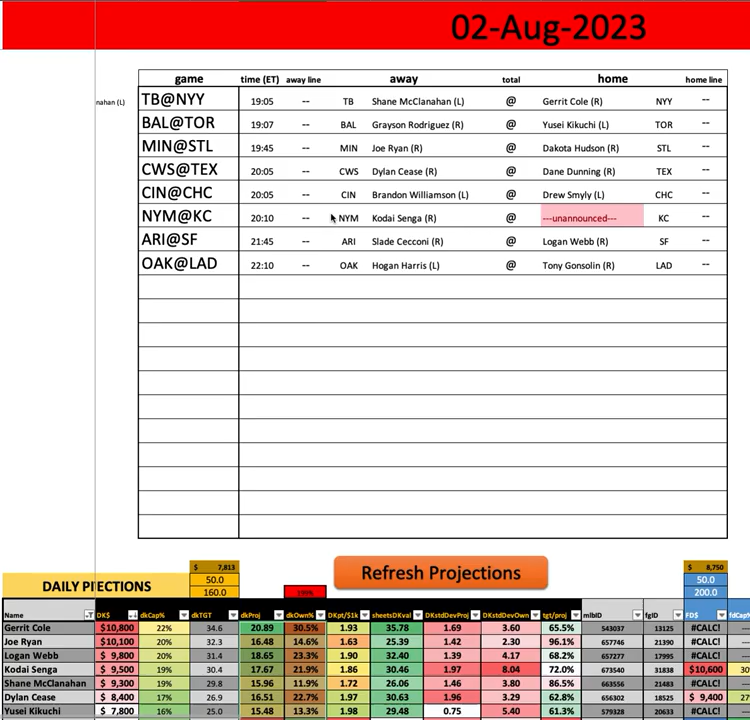 02-Aug-2023
game time (ET) away line away total home home line
nahan (L) TB@NYY 19:05 -- TB Shane McClanahan (L) @ Gerrit Cole (R) NYY --
BAL@TOR 19:07 -- BAL Grayson Rodriguez (R) @ Yusei Kikuchi (L) TOR --
MIN@STL 19:45 -- MIN Joe Ryan (R) @ Dakota Hudson (R) STL --
CWS@TEX 20:05 -- CWS Dylan Cease (R) @ Dane Dunning (R) TEX --
CIN@CHC 20:05 -- CIN Brandon Williamson (L) @ Drew Smyly (L) CHC --
NYM@KC 20:10 -- NYM Kodai Senga (R) @ ---unannounced--- KC --
ARI@SF 21:45 -- ARI Slade Cecconi (R) @ Logan Webb (R) SF --
OAK@LAD 22:10 -- OAK Hogan Harris (L) @ Tony Gonsolin (R) LAD --
$ 7,813 $ 8,750
DAILY PIECTIONS 50.0 Refresh Projections 50.0
160.0 199% 200.0
Name DK$ dkCap% dkTGT dkProj dkOwn% DKpt/$1k sheetsDKval DKstdDevProj DKstdDevOwn tgt/proj mlbID fgID FD$ fdCap%
Gerrit Cole $10,800 22% 34.6 20.89 30.5% 1.93 35.78 1.69 3.60 65.5% 543037 13125 #CALC!
Joe Ryan $10,100 20% 32.3 16.48 14.6% 1.63 25.39 1.42 2.30 96.1% 657746 21390 #CALC!
Logan Webb $ 9,800 20% 31.4 18.65 23.3% 1.90 32.40 1.39 4.17 68.2% 657277 17995 #CALC!
Kodai Senga $ 9,500 19% 30.4 17.67 21.9% 1.86 30.46 1.97 8.04 72.0% 673540 31838 $10,600 30
Shane McClanahan $ 9,300 19% 29.8 15.96 11.9% 1.72 26.06 1.46 3.80 86.5% 663556 21483 #CALC!
Dylan Cease $ 8,400 17% 26.9 16.51 22.7% 1.97 30.63 1.96 3.29 62.8% 656302 18525 $ 9,400 27
Yusei Kikuchi $ 7,800 16% 25.0 15.48 13.3% 1.98 29.48 0.75 5.40 61.3% 579328 20633 #CALC!